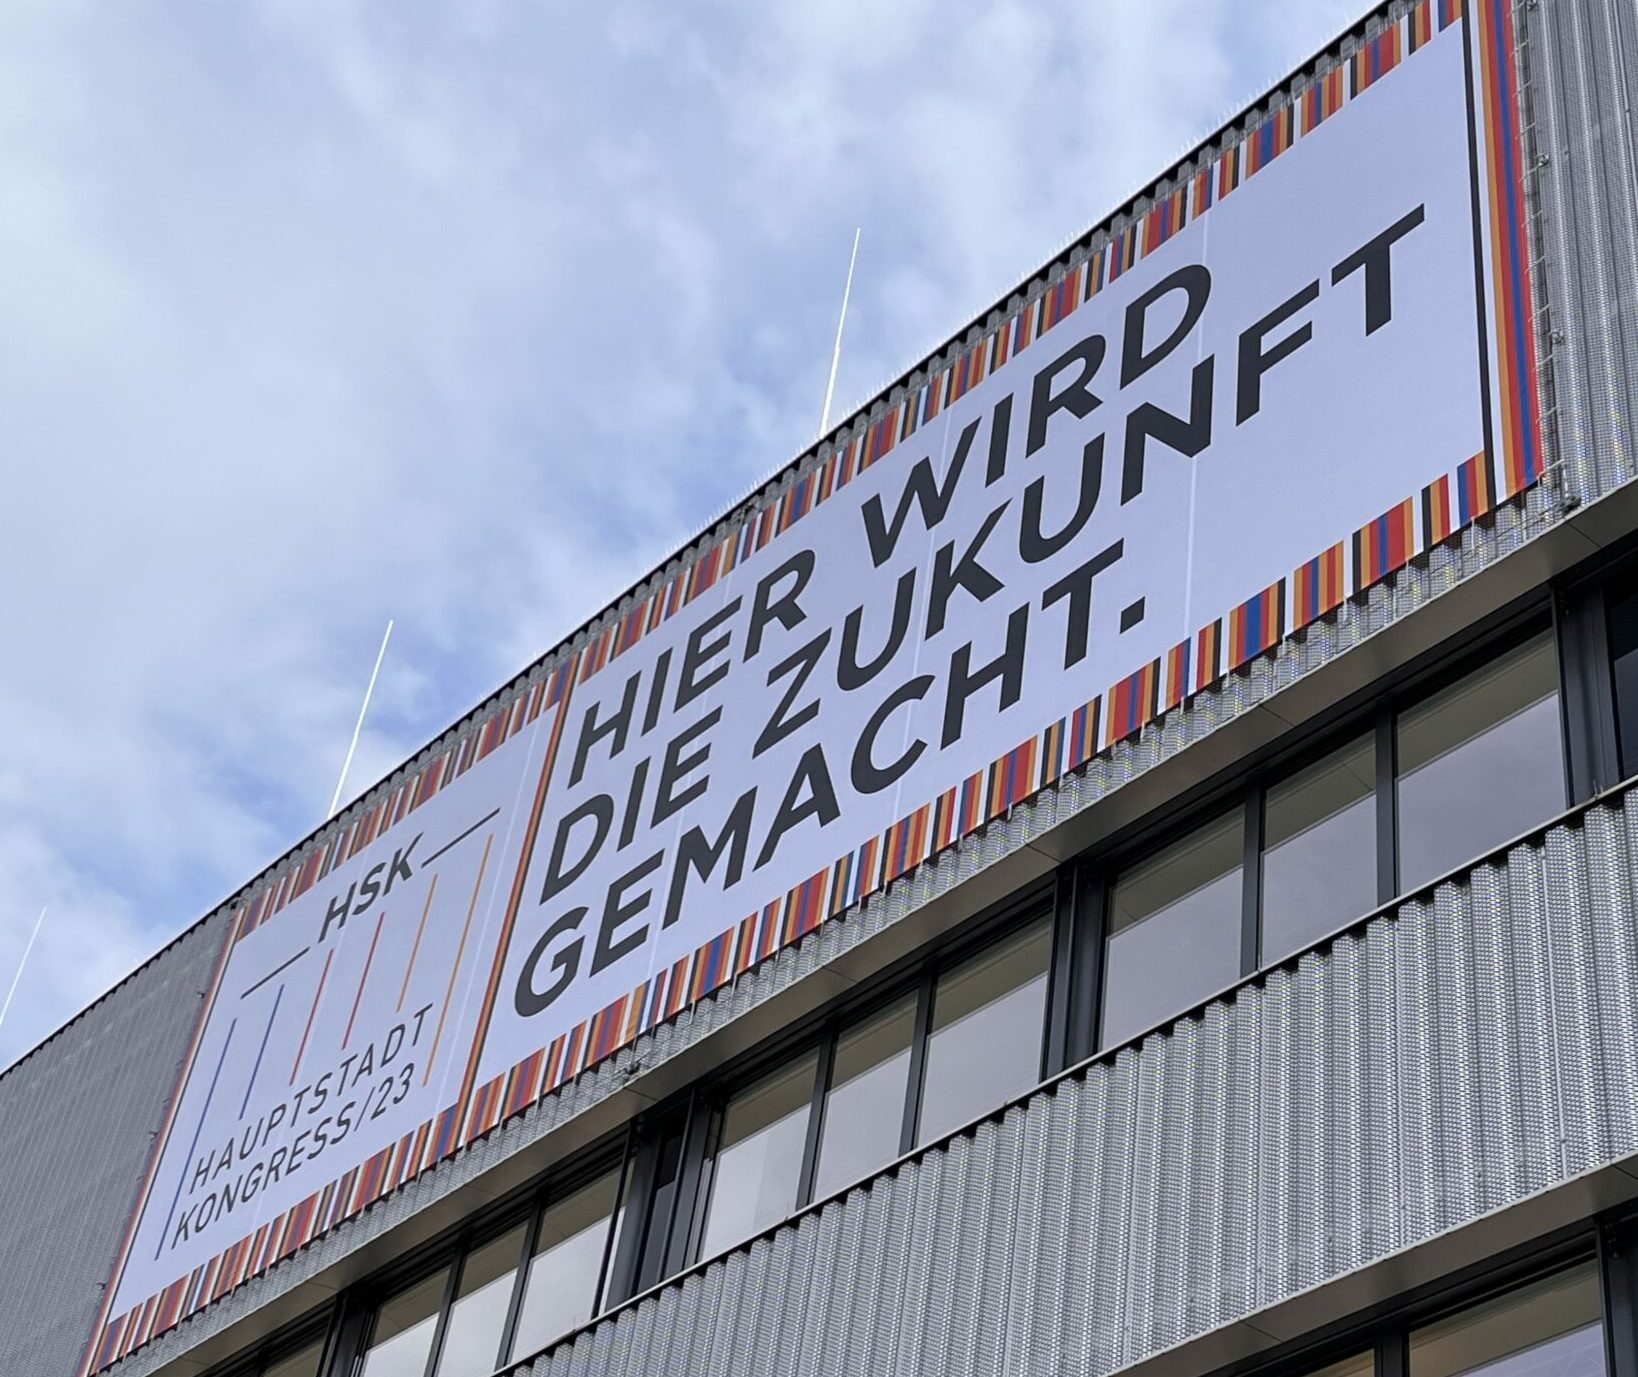 HSK
HAUPTSTADT
KONGRESS/23
HIER WIRD
DIE ZUKUNFT
GEMACHT.